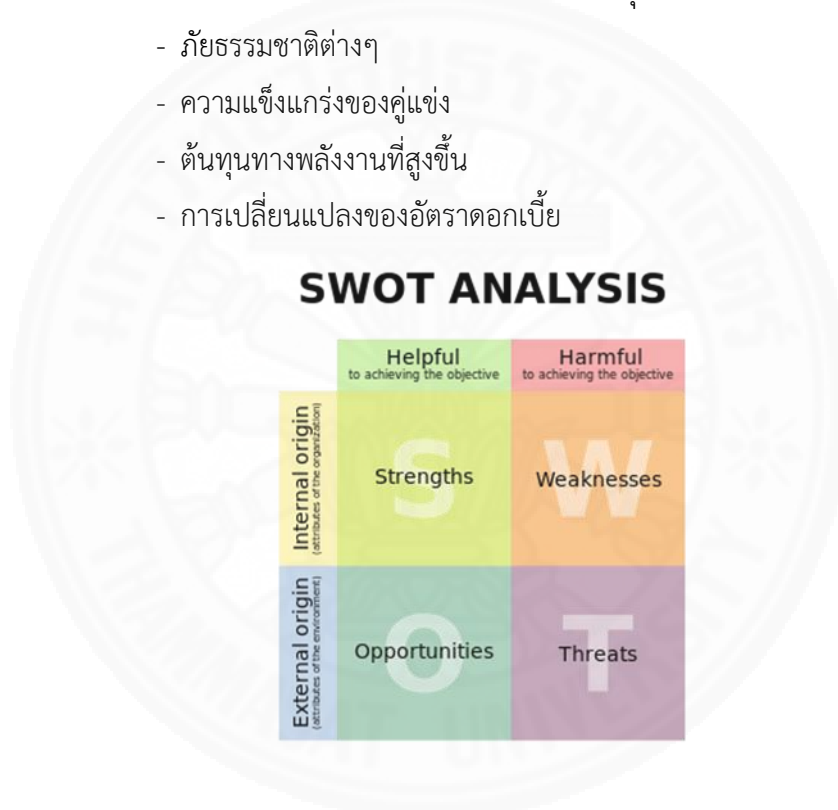 - ภัยธรรมชาติต่างๆ
- ความแข็งแกร่งของคู่แข่ง
- ต้นทุนทางพลังงานที่สูงขึ้น
- การเปลี่ยนแปลงของอัตราดอกเบี้ย
SWOT ANALYSIS
Helpful
to achieving the objective
Harmful
to achieving the objective
Internal origin
(attributes of the organization)
S
Strengths
W
Weaknesses
External origin
(attributes of the environment)
O
Opportunities
T
Threats